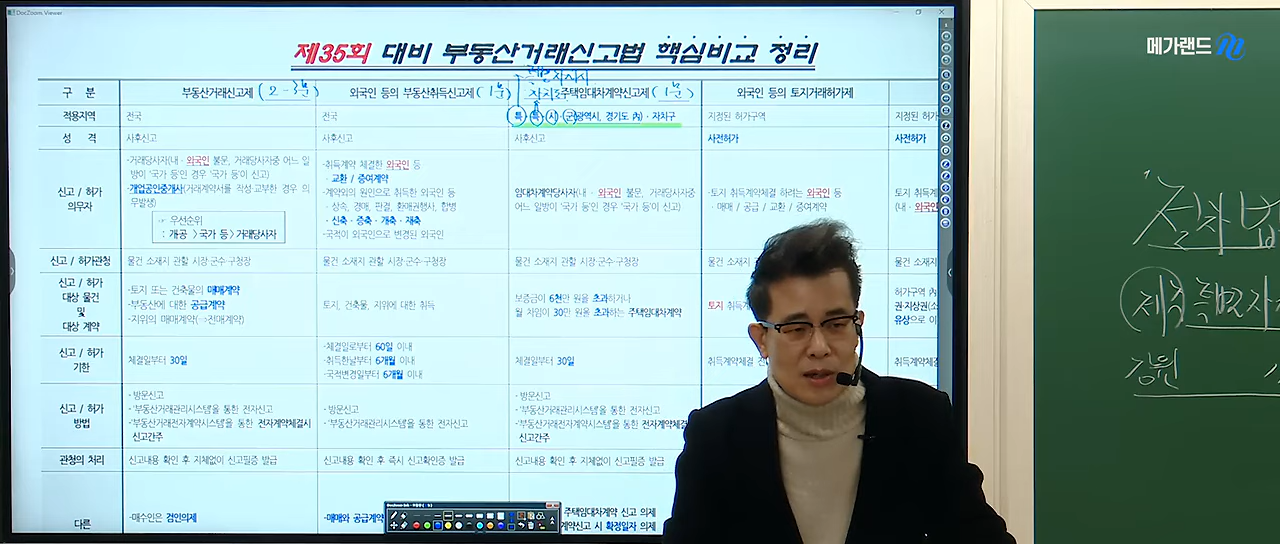 DocZoom Viewer
메가랜드
제35회 대비 부동산거래신고법 핵심비교 정리
구 분
부동산거래신고제 (2-3분)
외국인 등의 부동산취득신고제 (1분)
주택임대차계약신고제 (1분)
외국인 등의 토지거래허가제
적용지역
전국
전국
특·특·시·군(광역시, 경기도 內)·자치구
지정된 허가구역
지정된 허가
성 격
사후신고
사후신고
사후신고
사전허가
사전허가
신고 / 허가
의무자
-거래당사자(내·외국인 불문, 거래당사자중 어느 일
방이 '국가 등'인 경우 '국가 등'이 신고)
-개업공인중개사(거래계약서를 작성·교부한 경우 의
무발생)
☞ 우선순위
: 개공 > 국가 등 > 거래당사자
-취득계약 체결한 외국인 등
· 교환 / 증여계약
-계약외의 원인으로 취득한 외국인 등
· 상속, 경매, 판결, 환매권행사, 합병
· 신축·증축·개축·재축
-국적이 외국인으로 변경된 외국인
임대차계약당사자(내·외국인 불문, 거래당사자중
어느 일방이 '국가 등'인 경우 '국가 등'이 신고)
-토지 취득계약체결 하려는 외국인 등
· 매매 / 공급 / 교환 / 증여계약
토지 취득계
(내·외국인
신고 / 허가관청
물건 소재지 관할 시장·군수·구청장
물건 소재지 관할 시장·군수·구청장
물건 소재지 관할 시장·군수·구청장
물건 소재
물건 소재지
신고 / 허가
대상 물건
및
대상 계약
-토지 또는 건축물의 매매계약
-부동산에 대한 공급계약
-지위의 매매계약(→전매계약)
토지, 건축물, 지위에 대한 취득
보증금이 6천만 원을 초과하거나
월 차임이 30만 원을 초과하는 주택임대차계약
토지 취득
허가구역 內
권·지상권(소
유상으로 이
신고 / 허가
기한
체결일부터 30일
-체결일로부터 60일 이내
-취득한날부터 6개월 이내
-국적변경일부터 6개월 이내
체결일부터 30일
취득계약체결 전
취득계약체결
신고 / 허가
방법
-방문신고
-'부동산거래관리시스템'을 통한 전자신고
-'부동산거래전자계약시스템'을 통한 전자계약체결시
신고간주
-방문신고
-'부동산거래관리시스템'을 통한 전자신고
-방문신고
-'부동산거래관리시스템'을 통한 전자신고
-'부동산거래전자계약시스템'을 통한 전자계약체결
신고간주
관청의 처리
신고내용 확인 후 지체없이 신고필증 발급
신고내용 확인 후 즉시 신고확인증 발급
신고내용 확인 후 지체없이 신고필증 발급
다른
-매수인은 검인의제
-매매와 공급계약
주택임대차계약 신고 의제
계약신고 시 확정일자 의제
강원